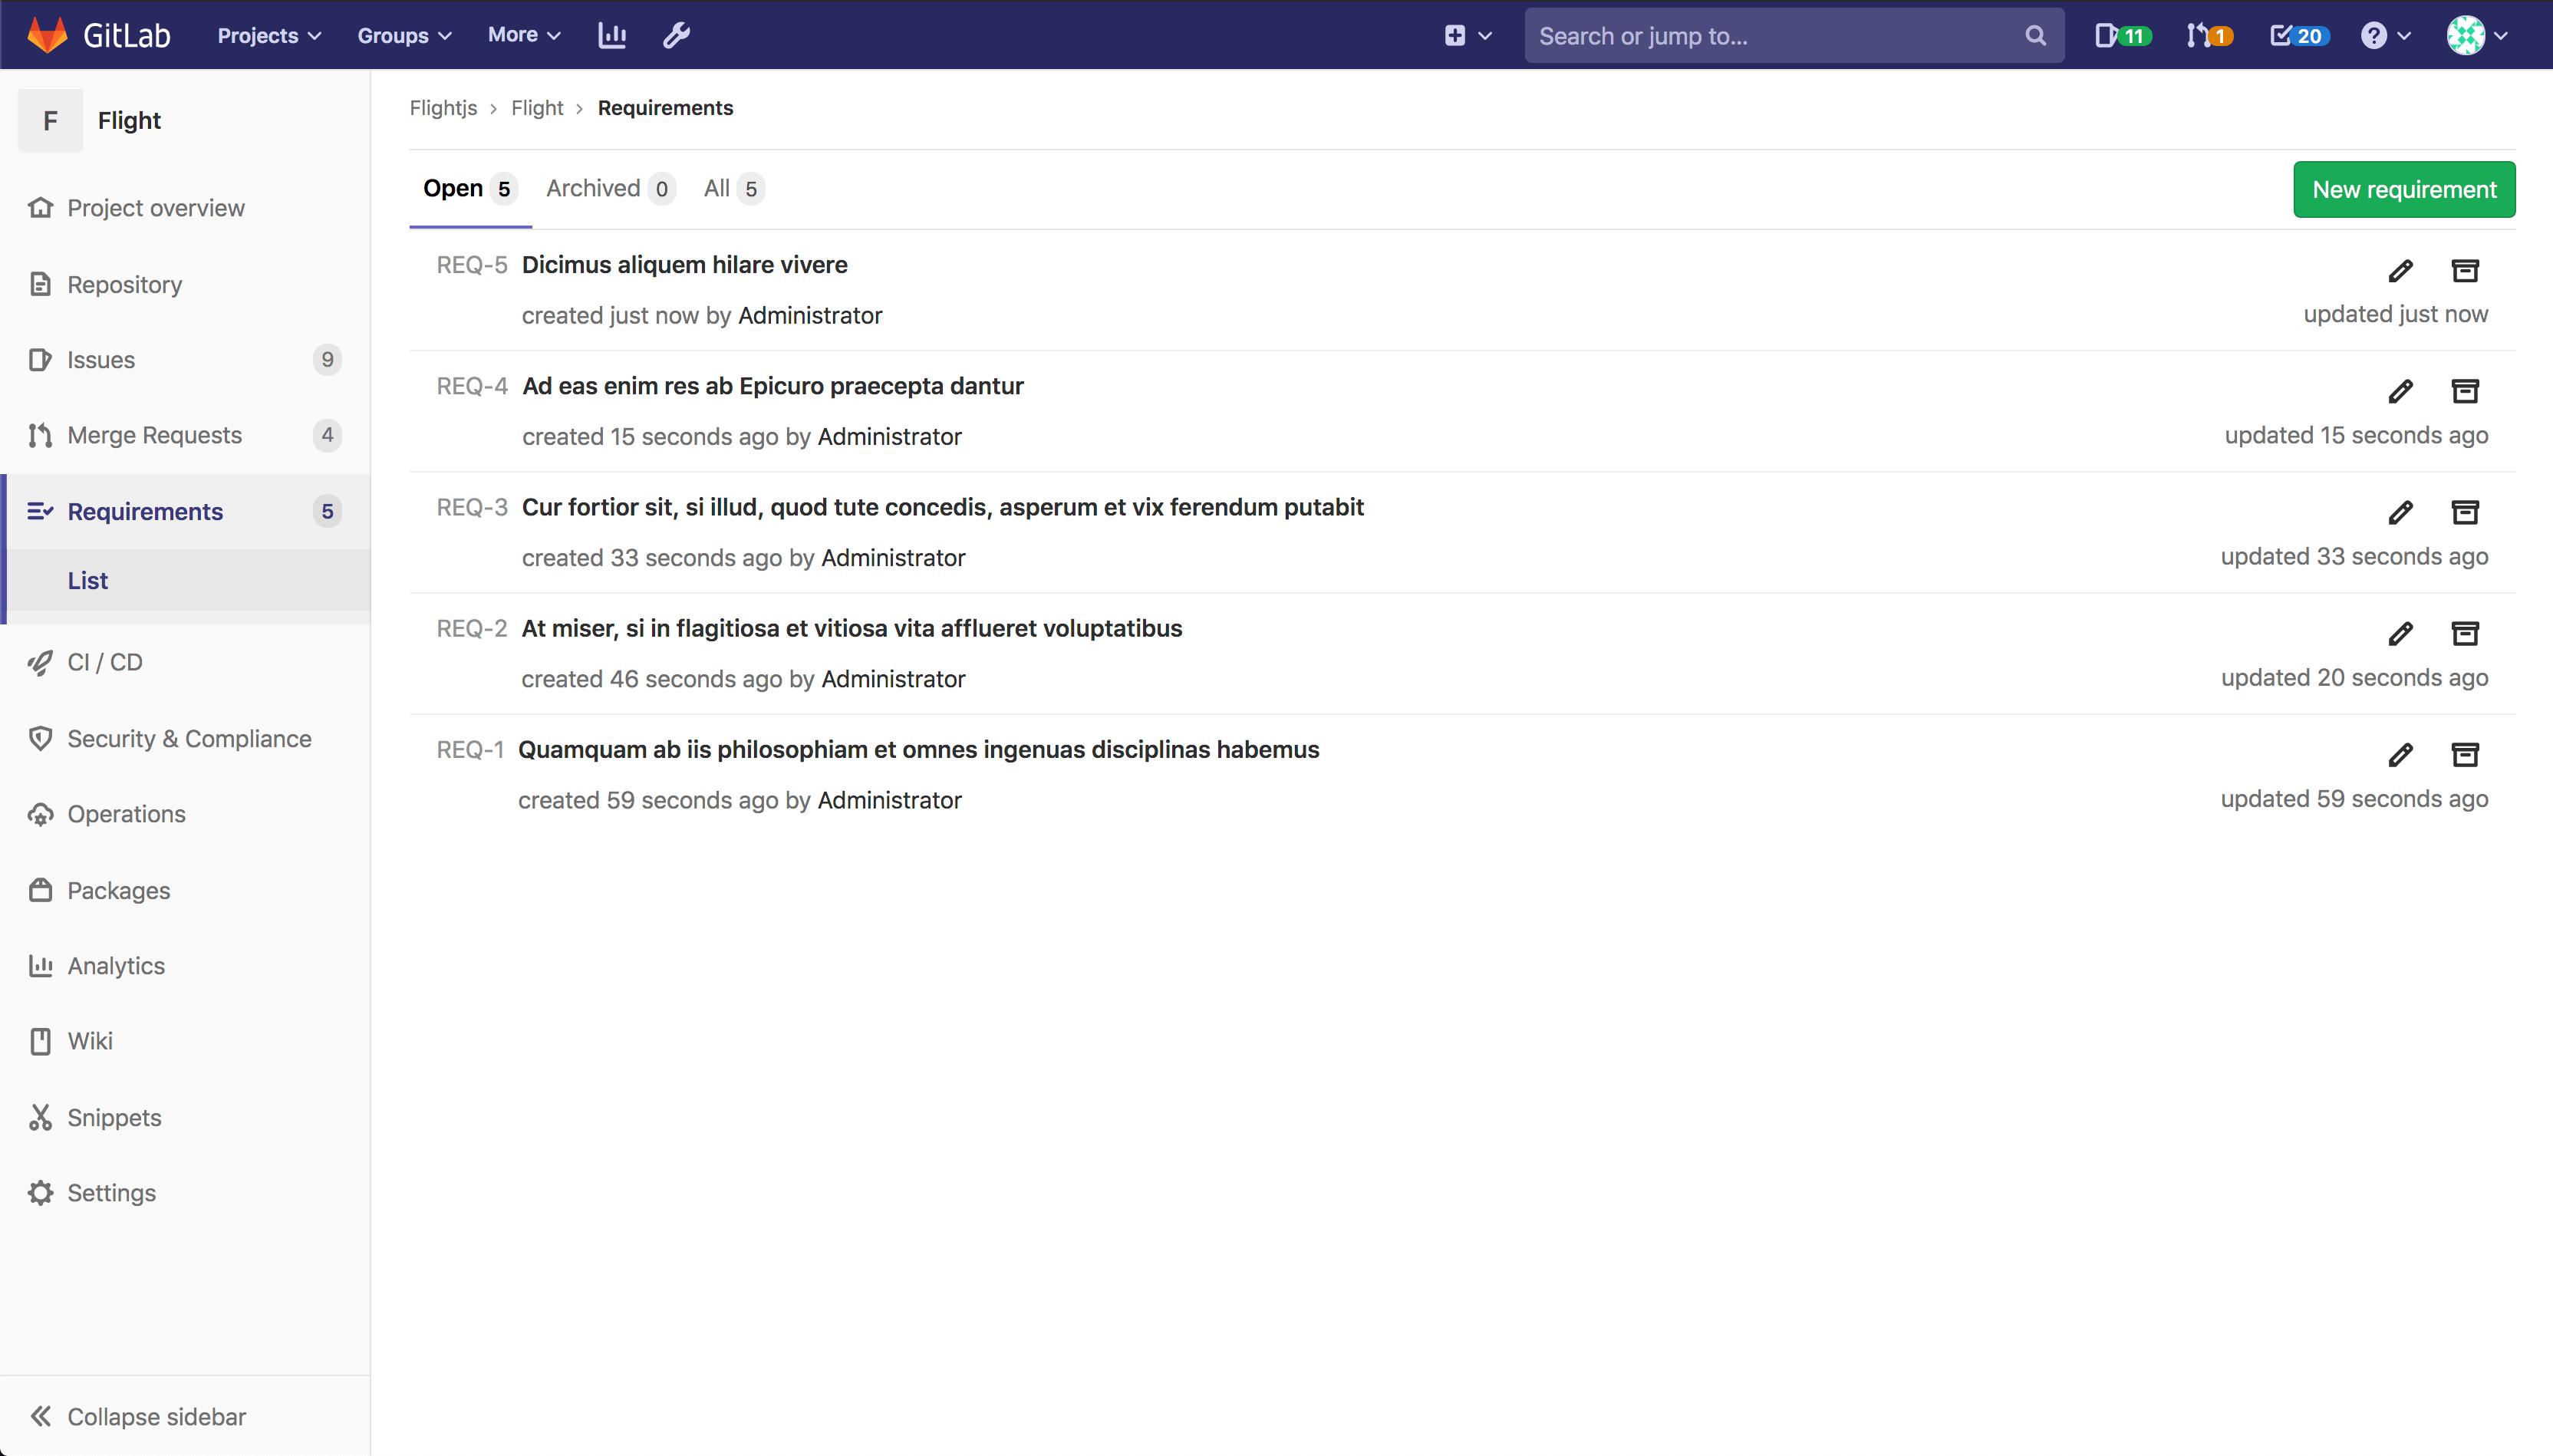 GitLab Projects Groups More Search or jump to... 11 1 20
F Flight
Project overview
Repository
Issues 9
Merge Requests 4
Requirements 5
List
CI / CD
Security & Compliance
Operations
Packages
Analytics
Wiki
Snippets
Settings
Collapse sidebar
Flightjs > Flight > Requirements
Open 5 Archived 0 All 5 New requirement
REQ-5 Dicimus aliquem hilare vivere
created just now by Administrator updated just now
REQ-4 Ad eas enim res ab Epicuro praecepta dantur
created 15 seconds ago by Administrator updated 15 seconds ago
REQ-3 Cur fortior sit, si illud, quod tute concedis, asperum et vix ferendum putabit
created 33 seconds ago by Administrator updated 33 seconds ago
REQ-2 At miser, si in flagitiosa et vitiosa vita afflueret voluptatibus
created 46 seconds ago by Administrator updated 20 seconds ago
REQ-1 Quamquam ab iis philosophiam et omnes ingenuas disciplinas habemus
created 59 seconds ago by Administrator updated 59 seconds ago